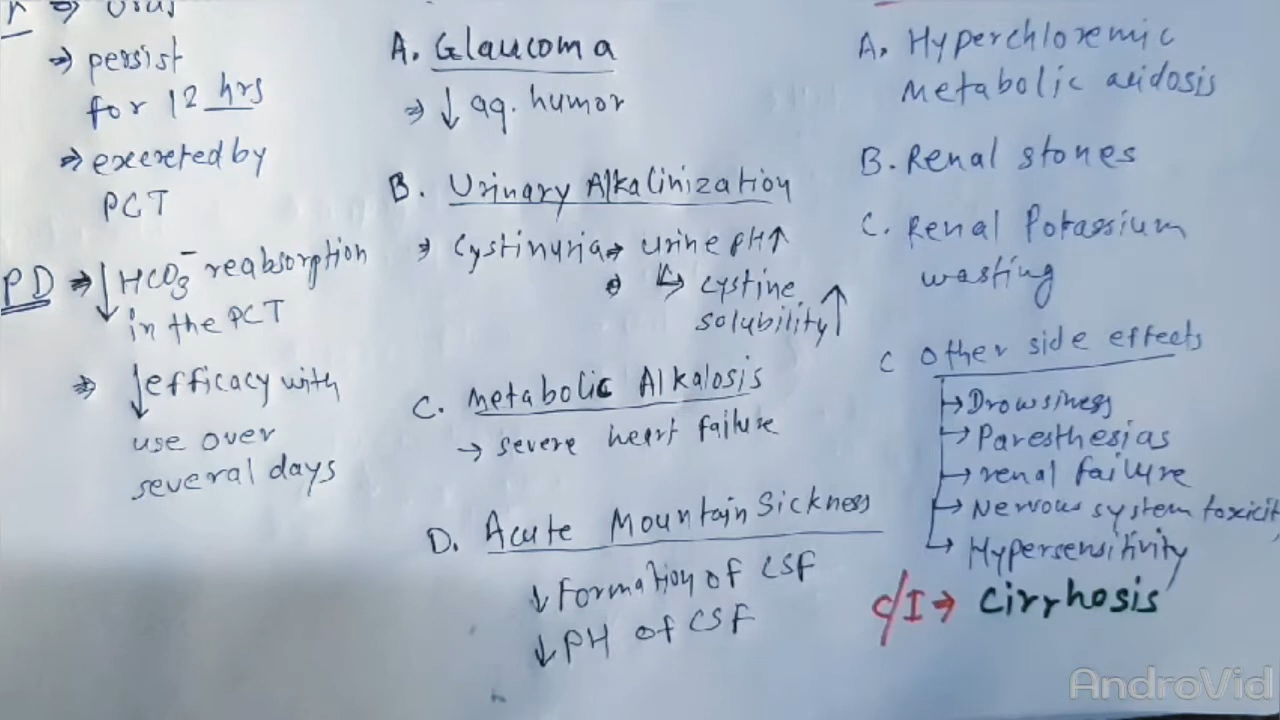 ⇒ persist
for 12 hrs
⇒ excreted by
PCT
PD ⇒ ↓ HCO3⁻ reabsorption
in the PCT
⇒ ↓ efficacy with
use over
several days
A. Glaucoma
⇒ ↓ aq. humor
B. Urinary Alkalinization
⇒ Cystinuria → urine PH↑
↳ cystine
solubility ↑
C. Metabolic Alkalosis
→ severe heart failure
D. Acute Mountain Sickness
↓ Formation of CSF
↓ PH of CSF
A. Hyperchloremic
Metabolic acidosis
B. Renal stones
C. Renal Potassium
wasting
C Other side effects
→ Drowsiness
→ Paresthesias
→ renal failure
→ Nervous system toxicit
→ Hypersensitivity
C/I → Cirrhosis
AndroVid